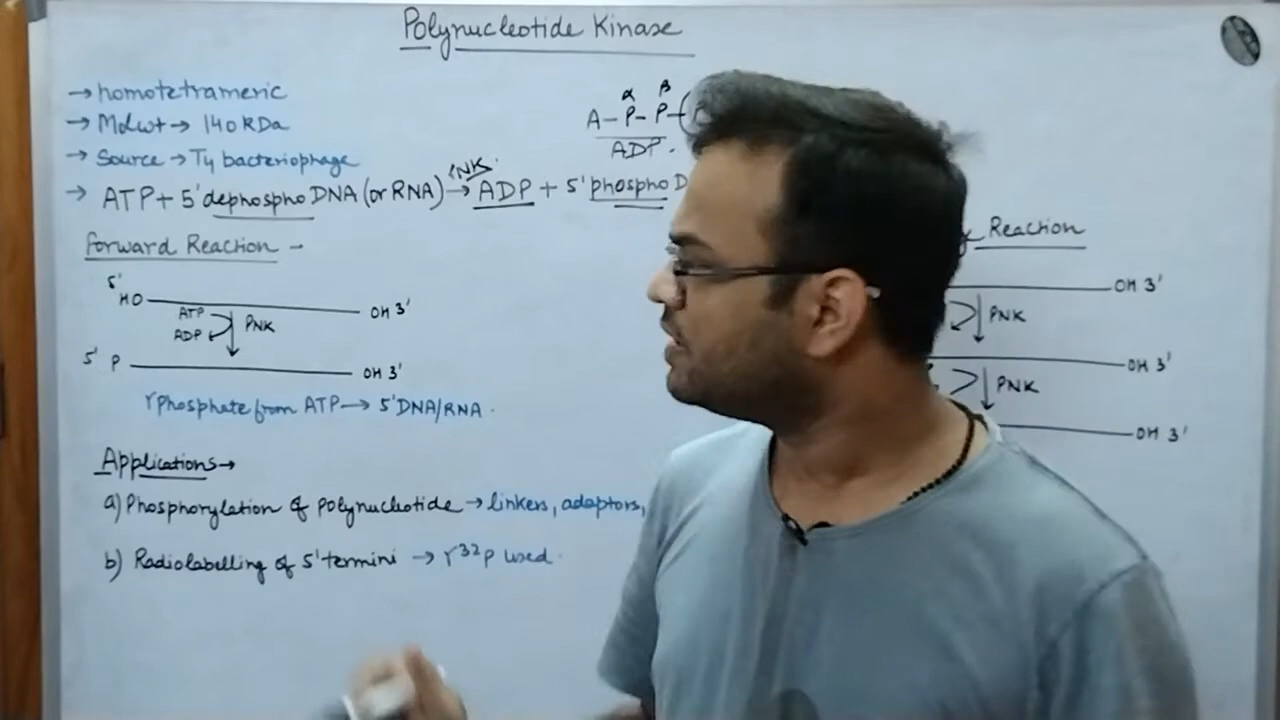 Polynucleotide Kinase
→ homotetrameric
→ Mol wt → 140 kDa
→ Source → T4 bacteriophage
α β
A-P-P-(
ADP.
→ ATP + 5' dephospho DNA (or RNA) → ADP + 5' phospho D
PNK
Forward Reaction -
Reaction
5'
HO OH 3'
ATP
ADP
PNK
5' P OH 3'
γ Phosphate from ATP → 5' DNA/RNA.
OH 3'
PNK
OH 3'
PNK
OH 3'
Applications →
a) Phosphorylation of polynucleotide → linkers, adaptors,
b) Radiolabelling of 5' termini → γ 32P used.